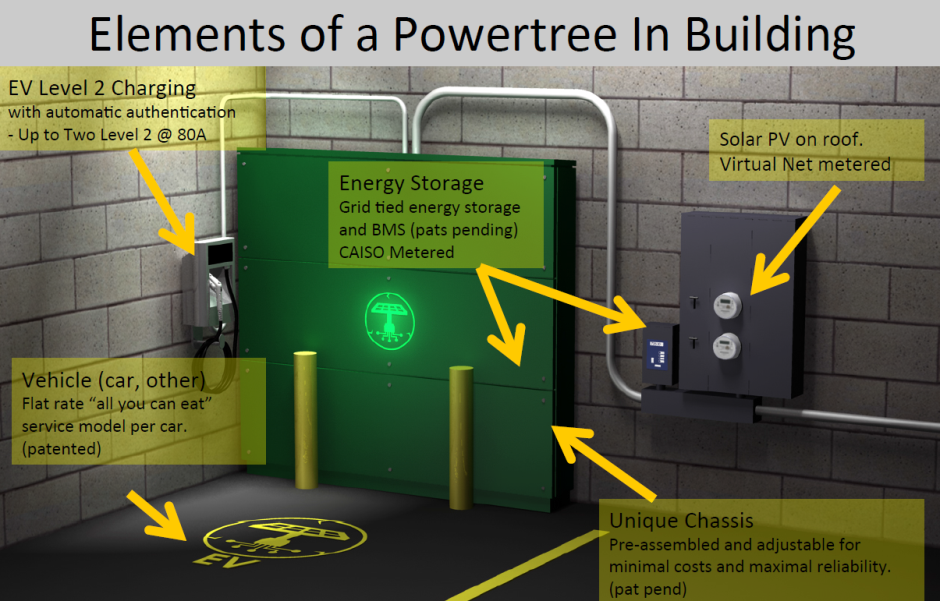 Elements of a Powertree In Building
EV Level 2 Charging
with automatic authentication
- Up to Two Level 2 @ 80A
Solar PV on roof.
Virtual Net metered
Energy Storage
Grid tied energy storage
and BMS (pats pending)
CAISO Metered
Vehicle (car, other)
Flat rate “all you can eat”
service model per car.
(patented)
Unique Chassis
Pre-assembled and adjustable for
minimal costs and maximal reliability.
(pat pend)
EV